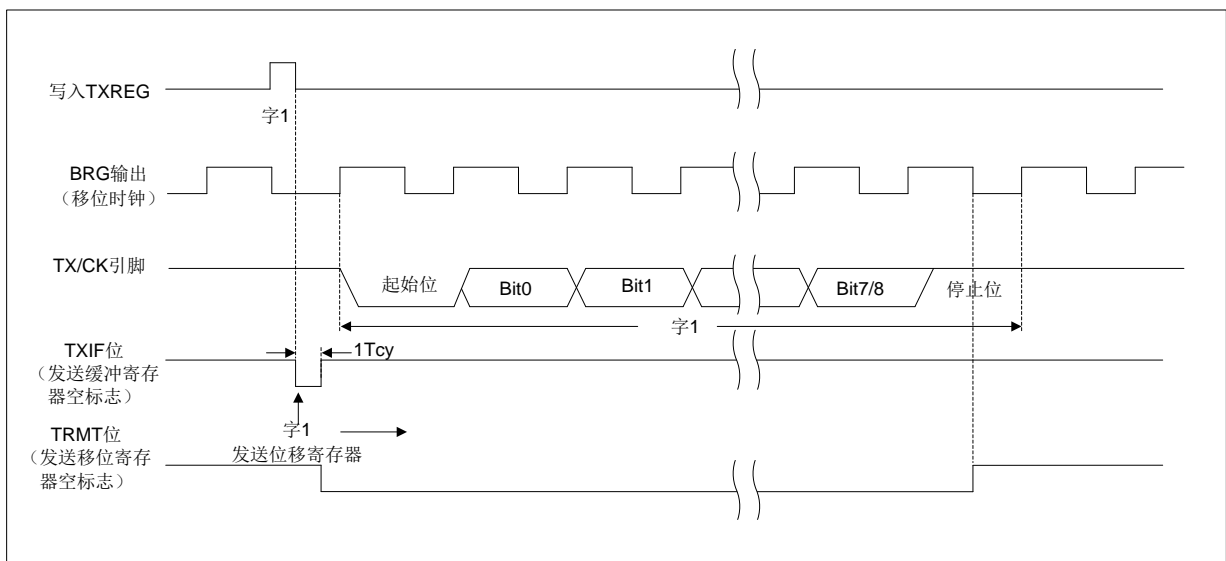 写入TXREG
字1
BRG输出
（移位时钟）
TX/CK引脚
起始位
Bit0
Bit1
Bit7/8
停止位
字1
TXIF位
（发送缓冲寄存
器空标志）
1Tcy
字1
发送位移寄存器
TRMT位
（发送移位寄存
器空标志）